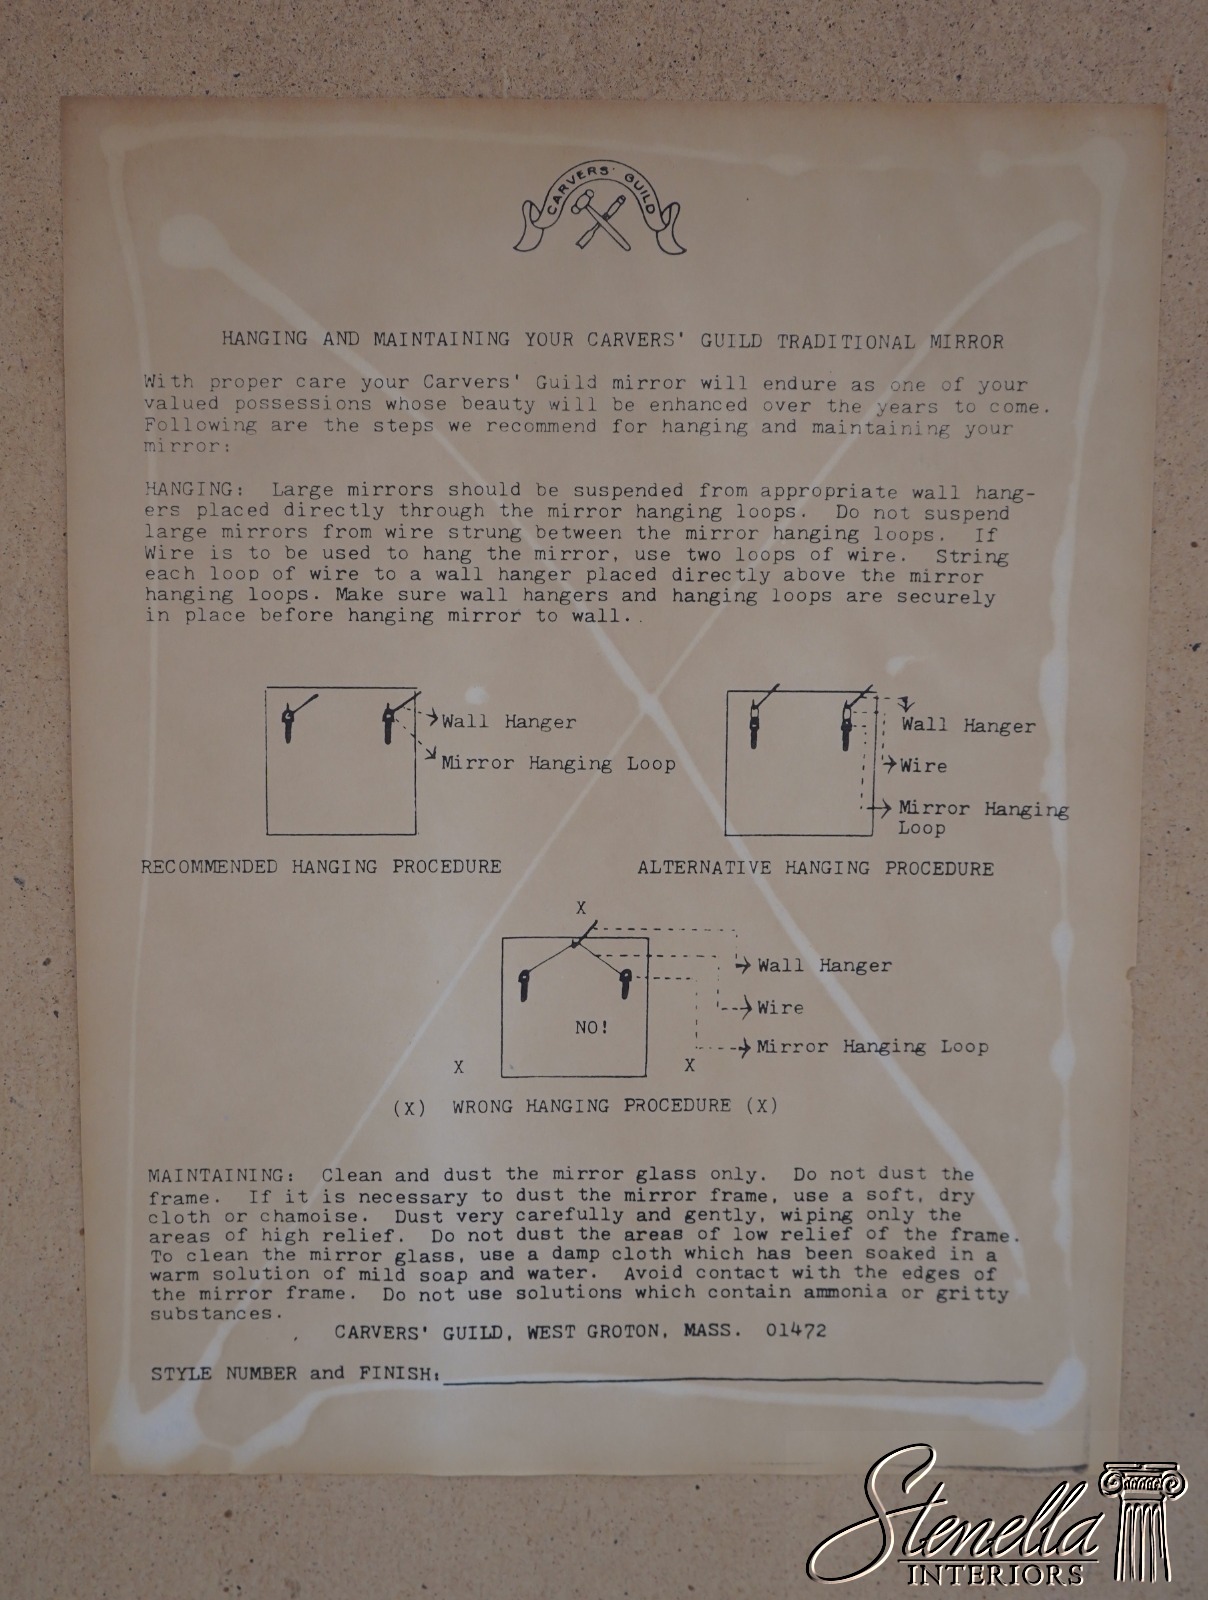 CARVERS' GUILD
HANGING AND MAINTAINING YOUR CARVERS' GUILD TRADITIONAL MIRROR
With proper care your Carvers' Guild mirror will endure as one of your
valued possessions whose beauty will be enhanced over the years to come.
Following are the steps we recommend for hanging and maintaining your
mirror:
HANGING: Large mirrors should be suspended from appropriate wall hang-
ers placed directly through the mirror hanging loops. Do not suspend
large mirrors from wire strung between the mirror hanging loops. If
Wire is to be used to hang the mirror, use two loops of wire. String
each loop of wire to a wall hanger placed directly above the mirror
hanging loops. Make sure wall hangers and hanging loops are securely
in place before hanging mirror to wall..
Wall Hanger
Mirror Hanging Loop
RECOMMENDED HANGING PROCEDURE
Wall Hanger
Wire
Mirror Hanging
Loop
ALTERNATIVE HANGING PROCEDURE
X
Wall Hanger
Wire
NO!
Mirror Hanging Loop
X X
(X) WRONG HANGING PROCEDURE (X)
MAINTAINING: Clean and dust the mirror glass only. Do not dust the
frame. If it is necessary to dust the mirror frame, use a soft, dry
cloth or chamoise. Dust very carefully and gently, wiping only the
areas of high relief. Do not dust the areas of low relief of the frame.
To clean the mirror glass, use a damp cloth which has been soaked in a
warm solution of mild soap and water. Avoid contact with the edges of
the mirror frame. Do not use solutions which contain ammonia or gritty
substances.
CARVERS' GUILD, WEST GROTON, MASS. 01472
STYLE NUMBER and FINISH:
Stenella
INTERIORS